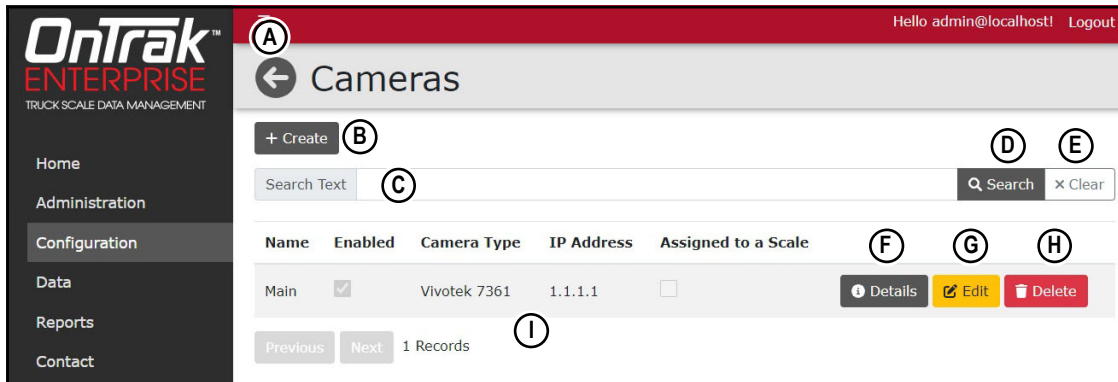 OnTrak™
ENTERPRISE
TRUCK SCALE DATA MANAGEMENT
Home
Administration
Configuration
Data
Reports
Contact
Hello admin@localhost! Logout
A
Cameras
+ Create B
Search Text C
D E
Search × Clear
Name Enabled Camera Type IP Address Assigned to a Scale
F G H
Main Vivotek 7361 1.1.1.1 Details Edit Delete
I
Previous Next 1 Records